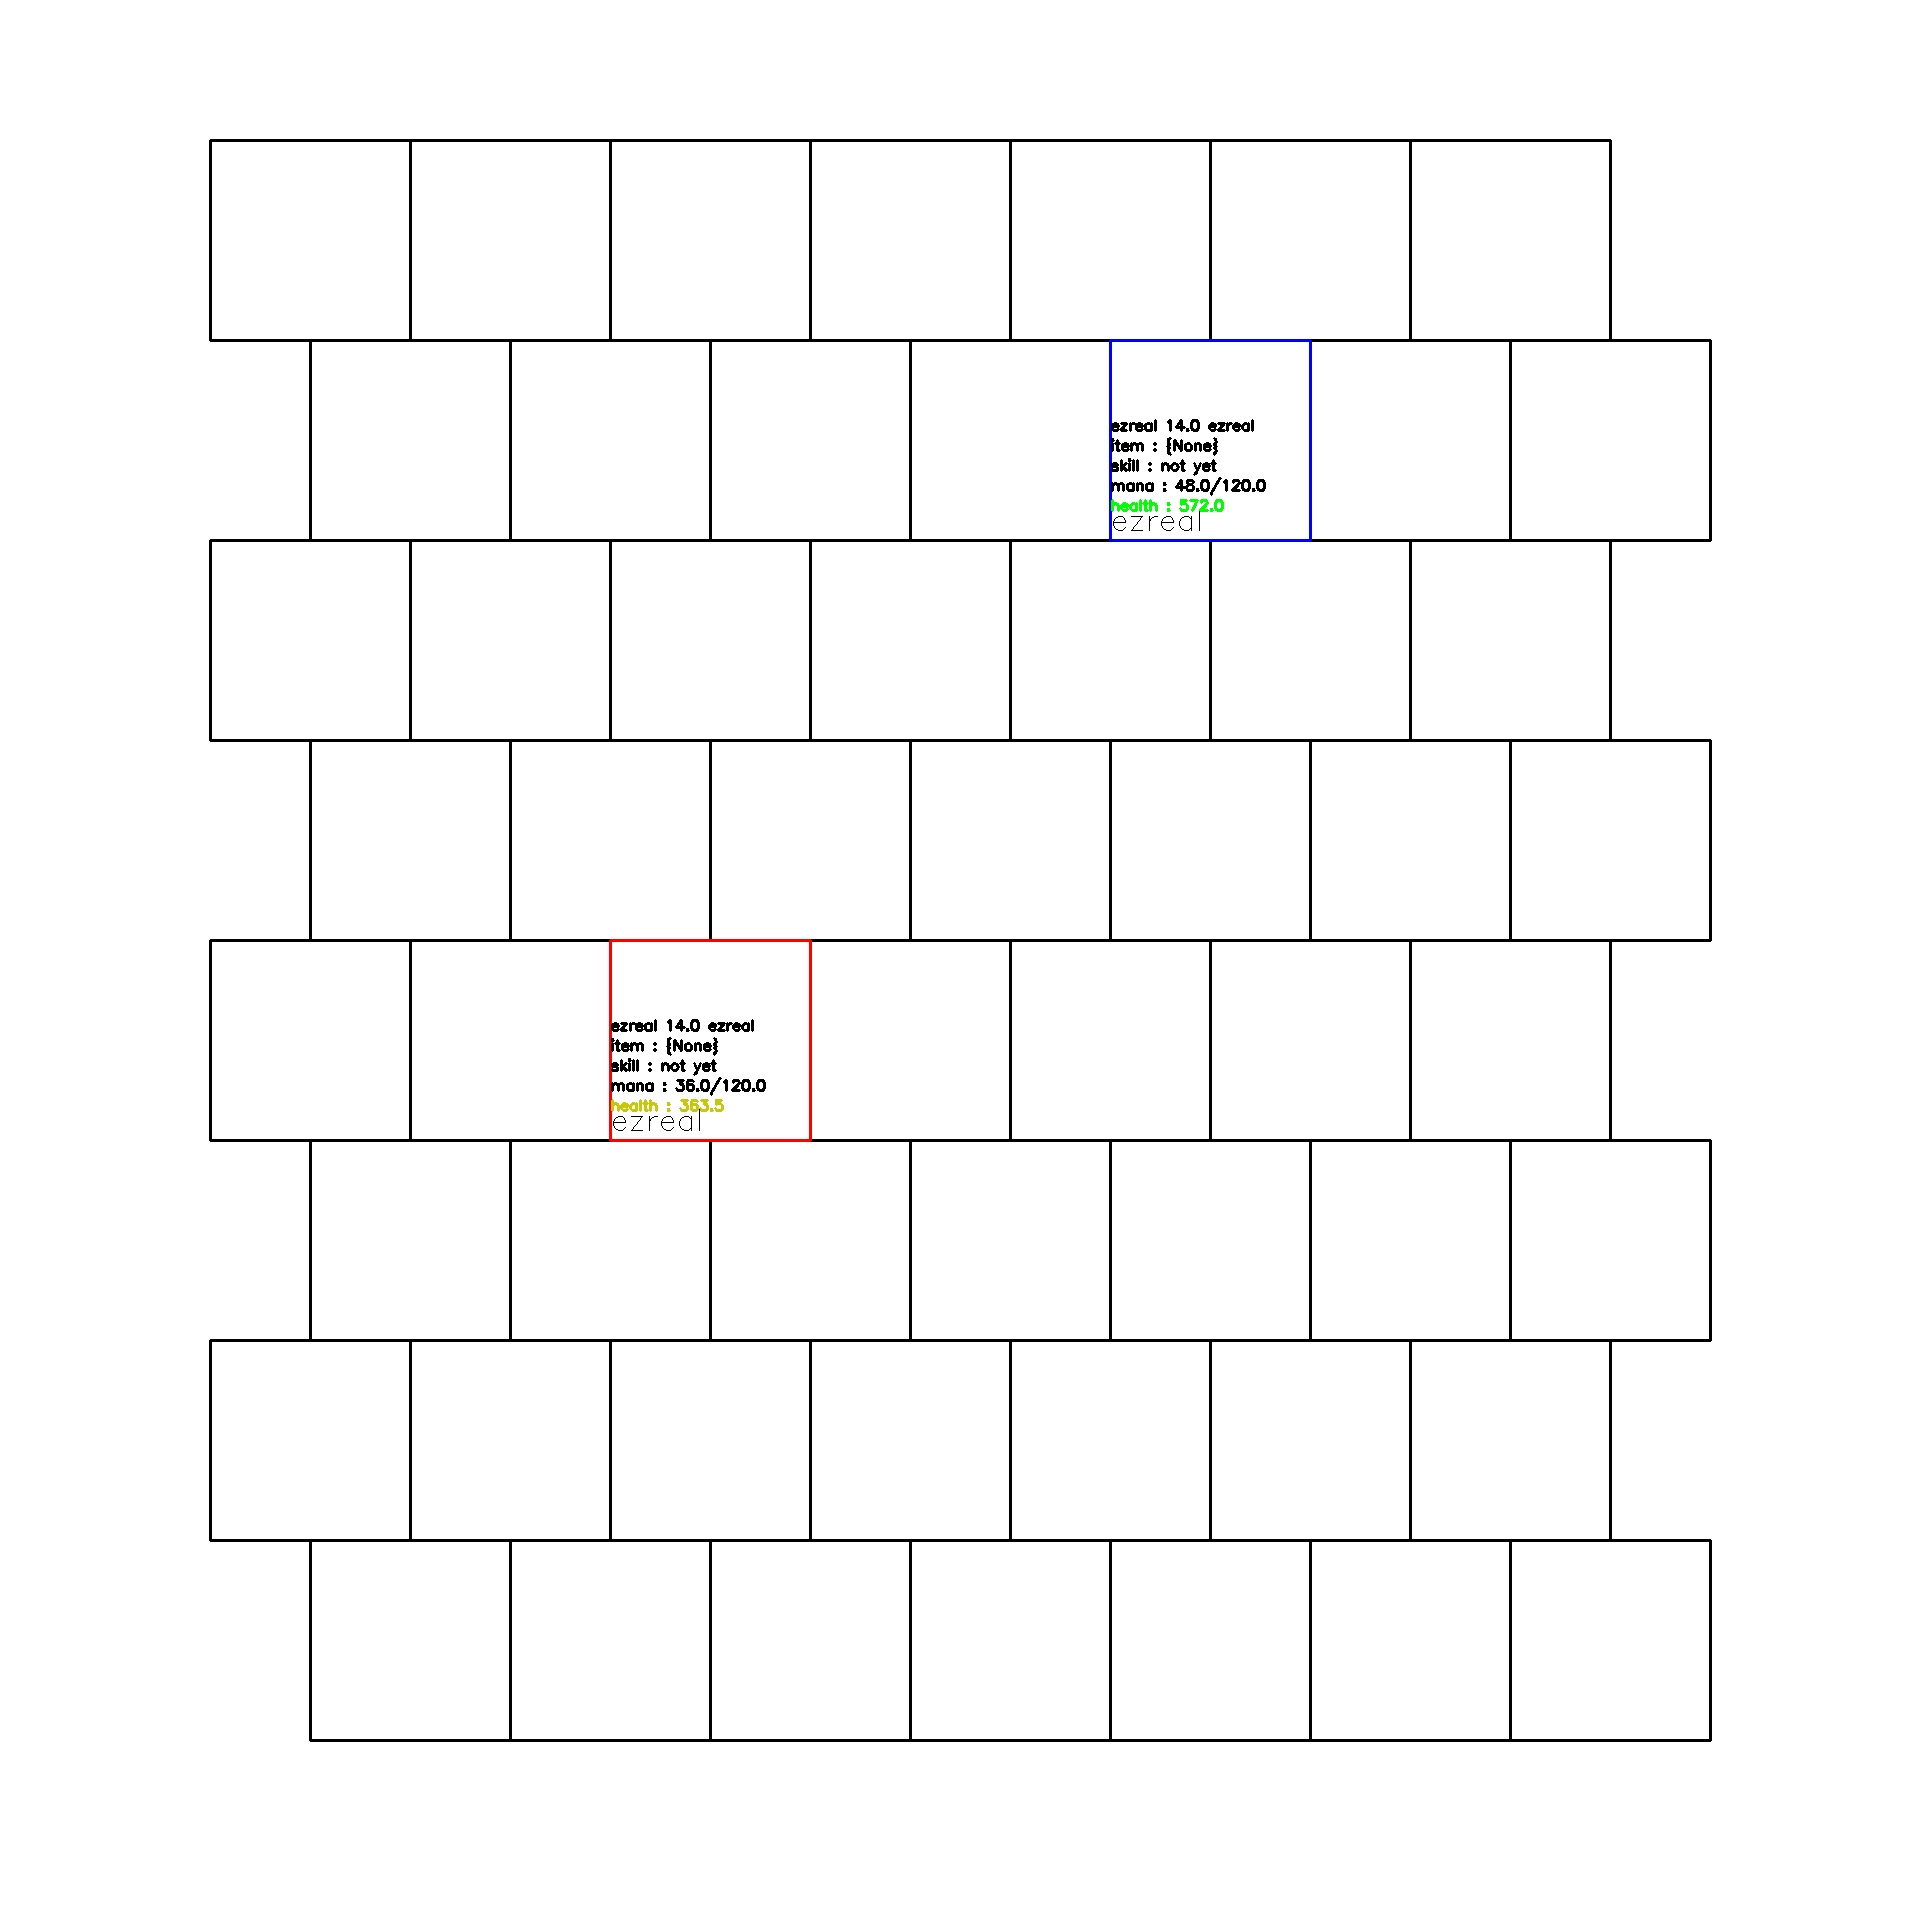 ezreal 14.0 ezreal
item : {None}
skill : not yet
mana : 48.0/120.0
health : 572.0
ezreal
ezreal 14.0 ezreal
item : {None}
skill : not yet
mana : 36.0/120.0
health : 363.5
ezreal